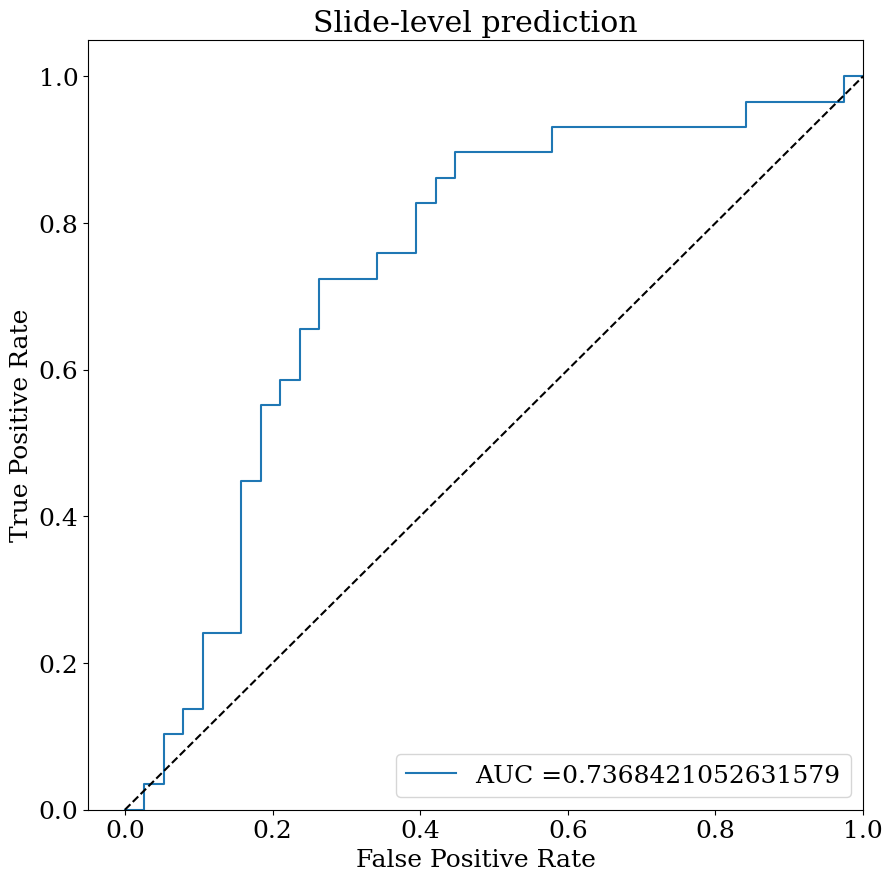 Slide-level prediction
True Positive Rate
1.0
0.8
0.6
0.4
0.2
0.0
AUC =0.7368421052631579
0.0 0.2 0.4 0.6 0.8 1.0
False Positive Rate